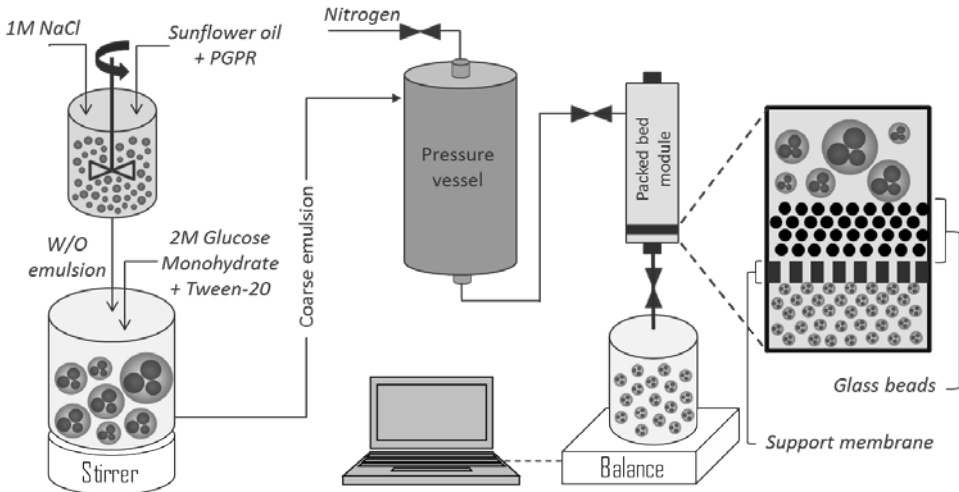 1M NaCl
Sunflower oil
+ PGPR
Nitrogen
W/O
emulsion
2M Glucose
Monohydrate
+ Tween-20
Stirrer
Coarse emulsion
Pressure
vessel
Packed bed
module
Balance
Glass beads
Support membrane